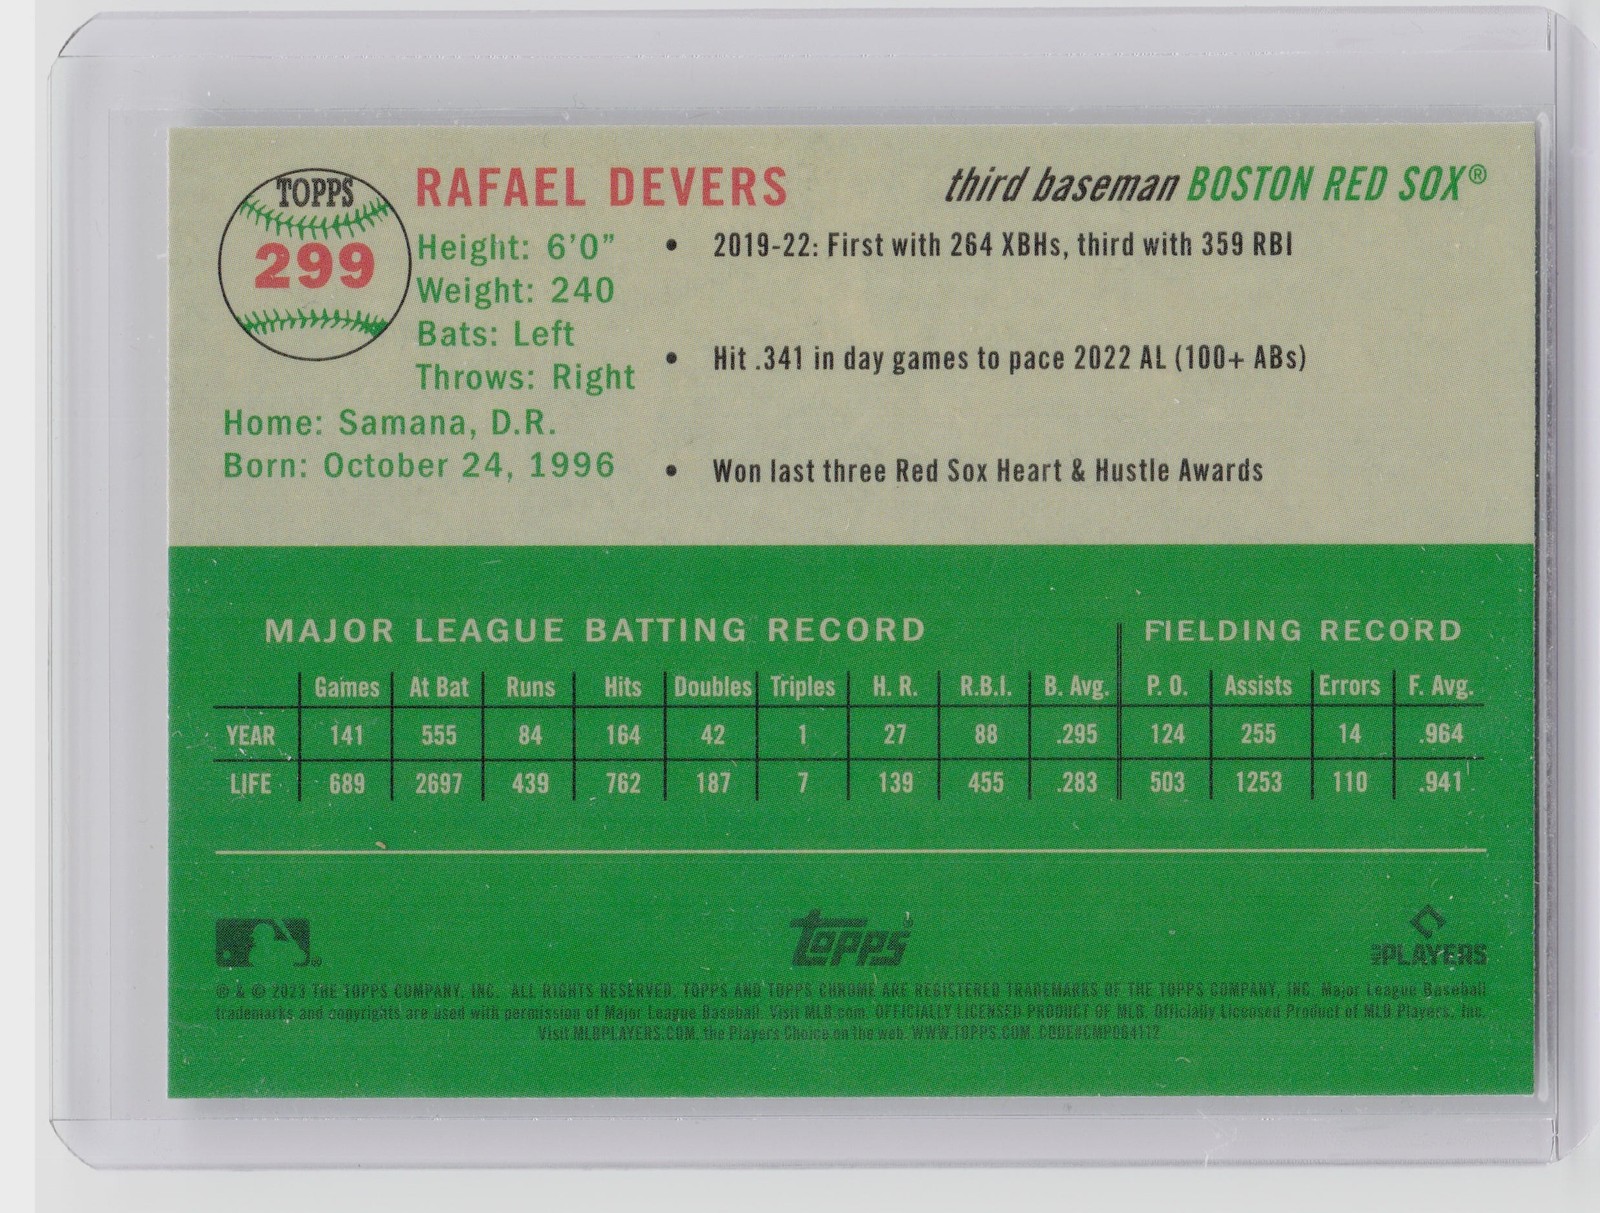 TOPPS
299
RAFAEL DEVERS
third baseman BOSTON RED SOX®
Height: 6'0"
Weight: 240
Bats: Left
Throws: Right
Home: Samana, D.R.
Born: October 24, 1996
• 2019-22: First with 264 XBHs, third with 359 RBI
• Hit .341 in day games to pace 2022 AL (100+ ABs)
• Won last three Red Sox Heart & Hustle Awards
MAJOR LEAGUE BATTING RECORD FIELDING RECORD
Games At Bat Runs Hits Doubles Triples H. R. R.B.I. B. Avg. P. O. Assists Errors F. Avg.
YEAR 141 555 84 164 42 1 27 88 .295 124 255 14 .964
LIFE 689 2697 439 762 187 7 139 455 .283 503 1253 110 .941
topps
PLAYERS
® & © 2023 THE TOPPS COMPANY, INC. ALL RIGHTS RESERVED. TOPPS AND TOPPS CHROME ARE REGISTERED TRADEMARKS OF THE TOPPS COMPANY, INC. Major League Baseball
trademarks and copyrights are used with permission of Major League Baseball. Visit MLB.com. OFFICIALLY LICENSED PRODUCT OF MLB. Officially Licensed Product of MLB Players, Inc.
Visit MLBPLAYERS.COM, the Players Choice on the web. WWW.TOPPS.COM. CODE#CMP064112